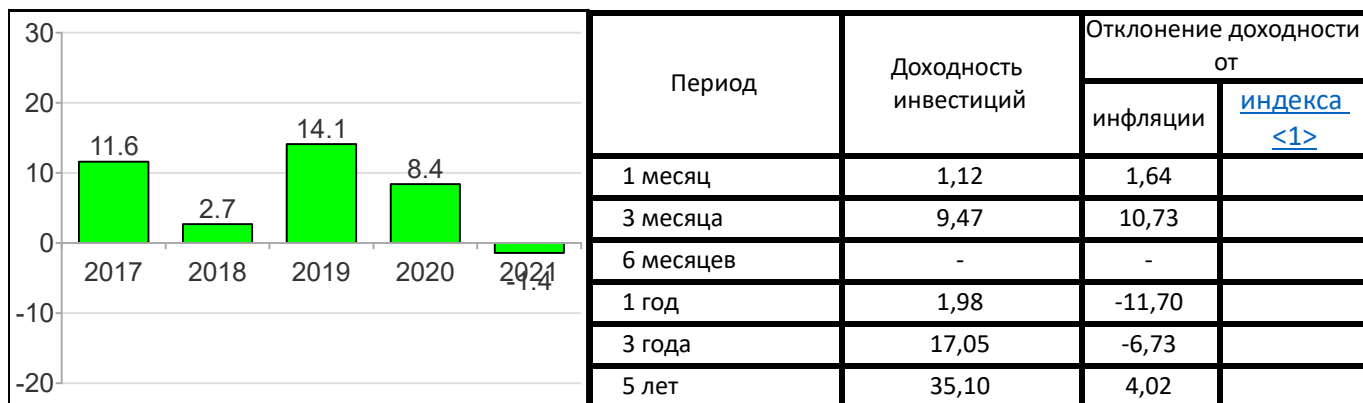 30
20
10
0
-10
-20
11.6
2.7
14.1
8.4
-1.4
2017 2018 2019 2020 2021
Период
Доходность
инвестиций
Отклонение доходности
от
инфляции
индекса
<1>
1 месяц 1,12 1,64
3 месяца 9,47 10,73
6 месяцев - -
1 год 1,98 -11,70
3 года 17,05 -6,73
5 лет 35,10 4,02